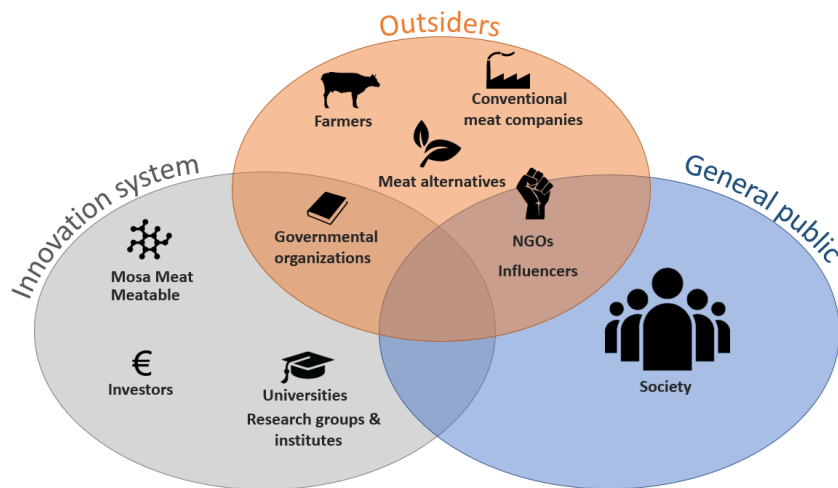 Outsiders
Farmers
Conventional
meat companies
Meat alternatives
Innovation system
General public
Governmental
organizations
NGOs
Influencers
Mosa Meat
Meatable
€
Investors
Universities
Research groups &
institutes
Society